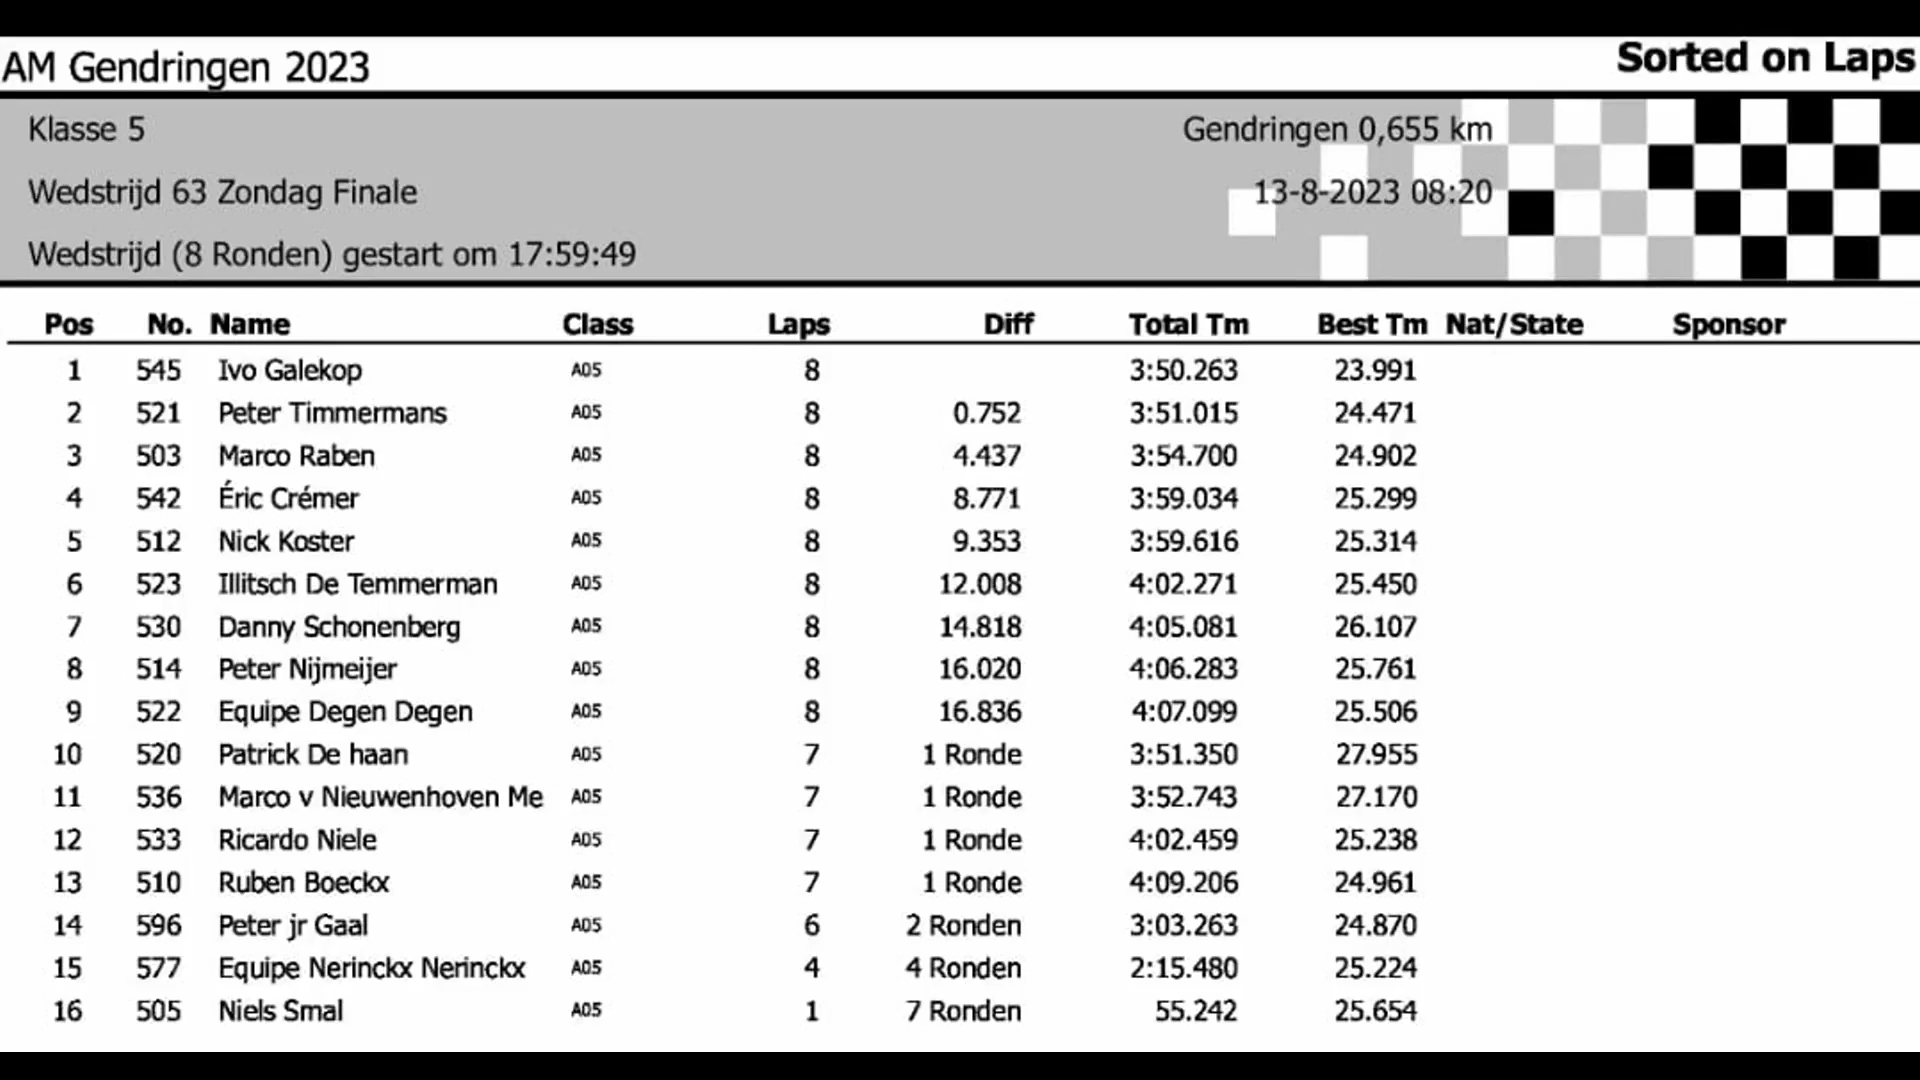 AM Gendringen 2023 Sorted on Laps
Klasse 5 Gendringen 0,655 km
Wedstrijd 63 Zondag Finale 13-8-2023 08:20
Wedstrijd (8 Ronden) gestart om 17:59:49
Pos No. Name Class Laps Diff Total Tm Best Tm Nat/State Sponsor
1 545 Ivo Galekop A05 8 3:50.263 23.991
2 521 Peter Timmermans A05 8 0.752 3:51.015 24.471
3 503 Marco Raben A05 8 4.437 3:54.700 24.902
4 542 Éric Crémer A05 8 8.771 3:59.034 25.299
5 512 Nick Koster A05 8 9.353 3:59.616 25.314
6 523 Illitsch De Temmerman A05 8 12.008 4:02.271 25.450
7 530 Danny Schonenberg A05 8 14.818 4:05.081 26.107
8 514 Peter Nijmeijer A05 8 16.020 4:06.283 25.761
9 522 Equipe Degen Degen A05 8 16.836 4:07.099 25.506
10 520 Patrick De haan A05 7 1 Ronde 3:51.350 27.955
11 536 Marco v Nieuwenhoven Me A05 7 1 Ronde 3:52.743 27.170
12 533 Ricardo Niele A05 7 1 Ronde 4:02.459 25.238
13 510 Ruben Boeckx A05 7 1 Ronde 4:09.206 24.961
14 596 Peter jr Gaal A05 6 2 Ronden 3:03.263 24.870
15 577 Equipe Nerinckx Nerinckx A05 4 4 Ronden 2:15.480 25.224
16 505 Niels Smal A05 1 7 Ronden 55.242 25.654